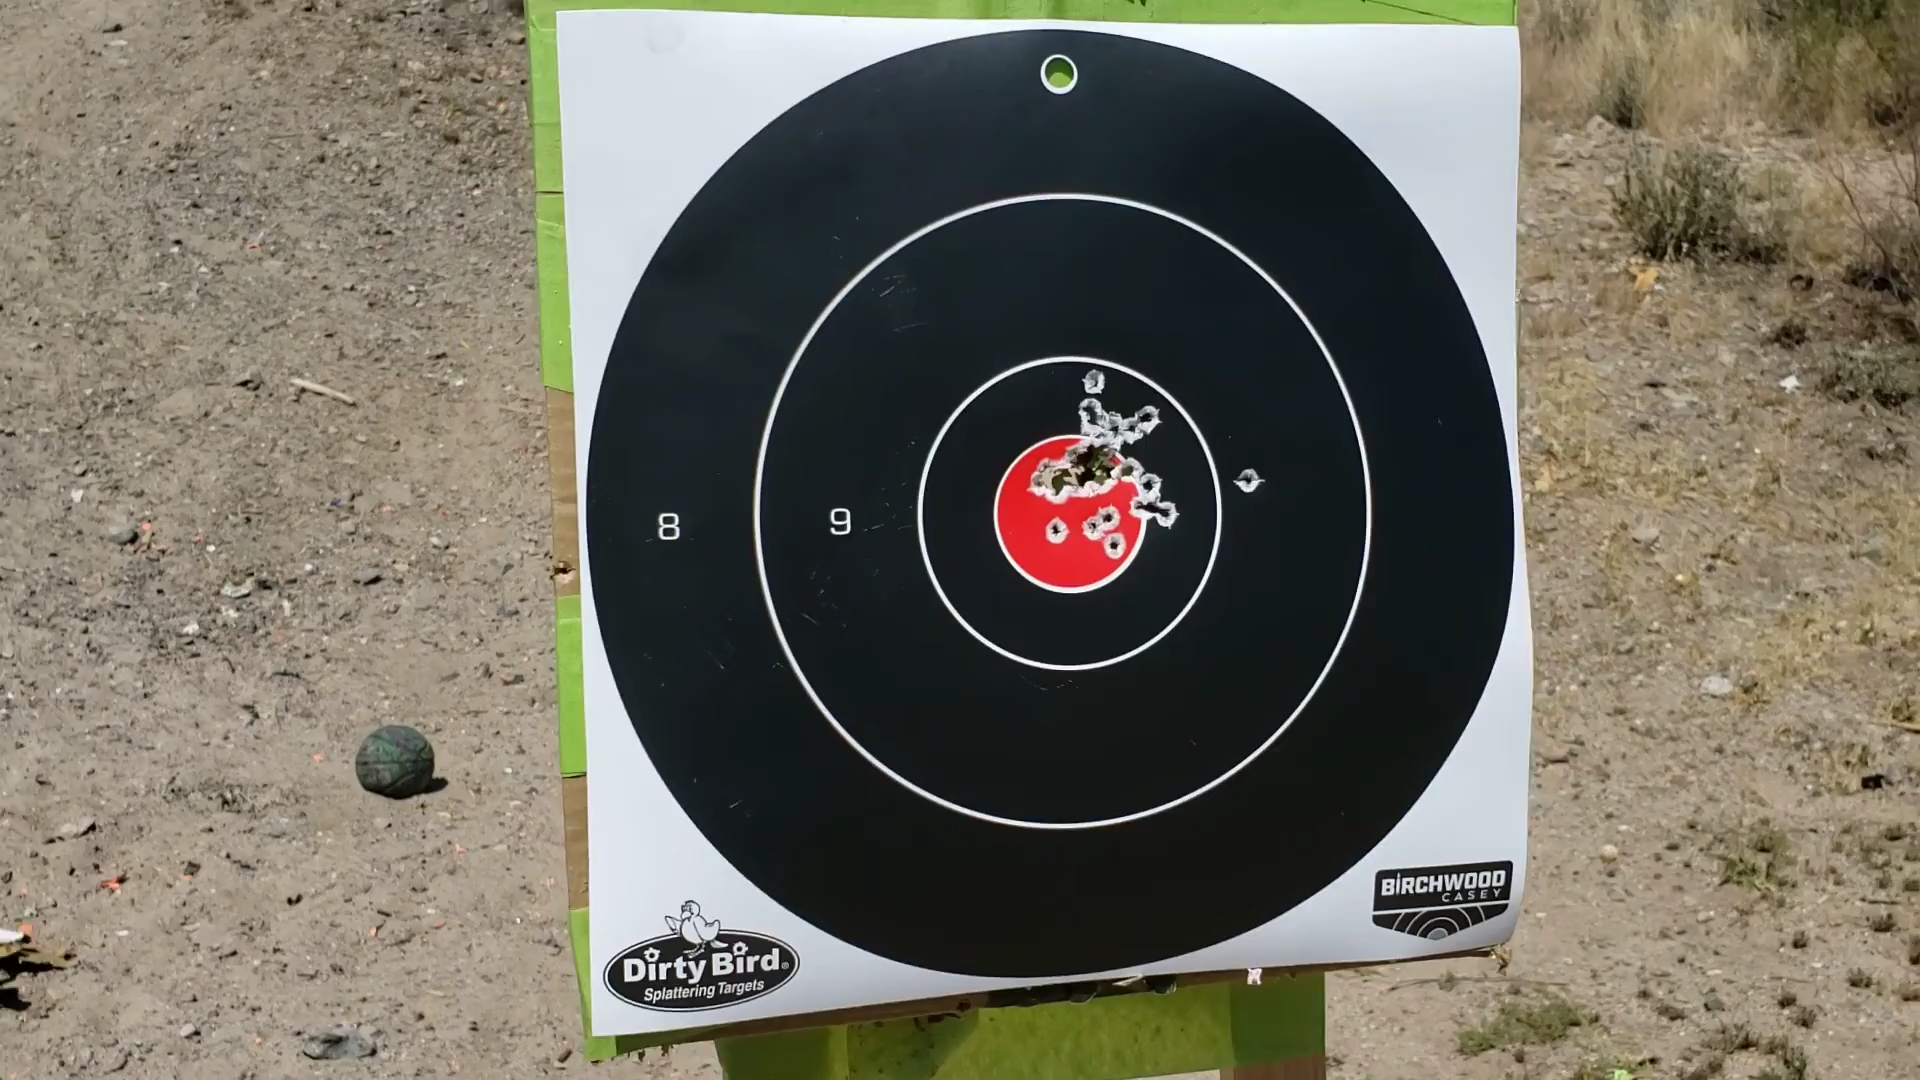 8 9
Dirty Bird®
Splattering Targets
BIRCHWOOD
CASEY